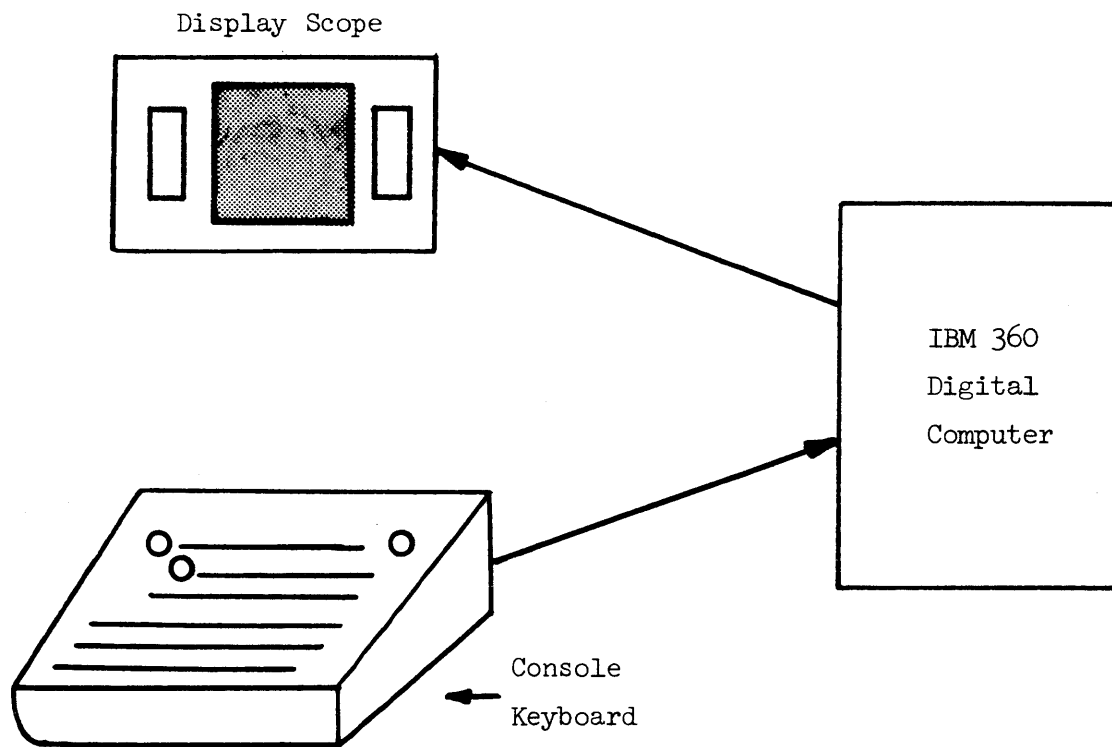 Display Scope
IBM 360
Digital
Computer
Console
Keyboard